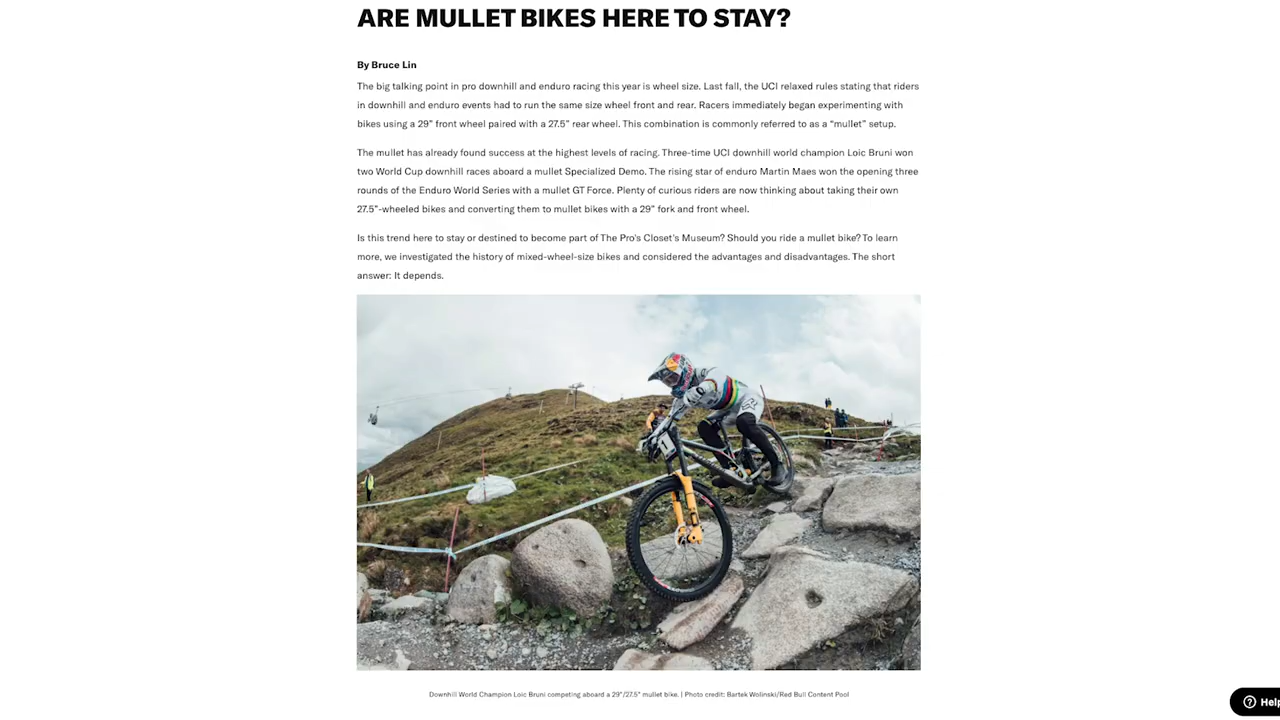 ARE MULLET BIKES HERE TO STAY?
By Bruce Lin
The big talking point in pro downhill and enduro racing this year is wheel size. Last fall, the UCI relaxed rules stating that riders
in downhill and enduro events had to run the same size wheel front and rear. Racers immediately began experimenting with
bikes using a 29” front wheel paired with a 27.5” rear wheel. This combination is commonly referred to as a “mullet” setup.
The mullet has already found success at the highest levels of racing. Three-time UCI downhill world champion Loic Bruni won
two World Cup downhill races aboard a mullet Specialized Demo. The rising star of enduro Martin Maes won the opening three
rounds of the Enduro World Series with a mullet GT Force. Plenty of curious riders are now thinking about taking their own
27.5”-wheeled bikes and converting them to mullet bikes with a 29” fork and front wheel.
Is this trend here to stay or destined to become part of The Pro’s Closet’s Museum? Should you ride a mullet bike? To learn
more, we investigated the history of mixed-wheel-size bikes and considered the advantages and disadvantages. The short
answer: It depends.
1
Downhill World Champion Loic Bruni competing aboard a 29"/27.5" mullet bike. | Photo credit: Bartek Wolinski/Red Bull Content Pool
Help